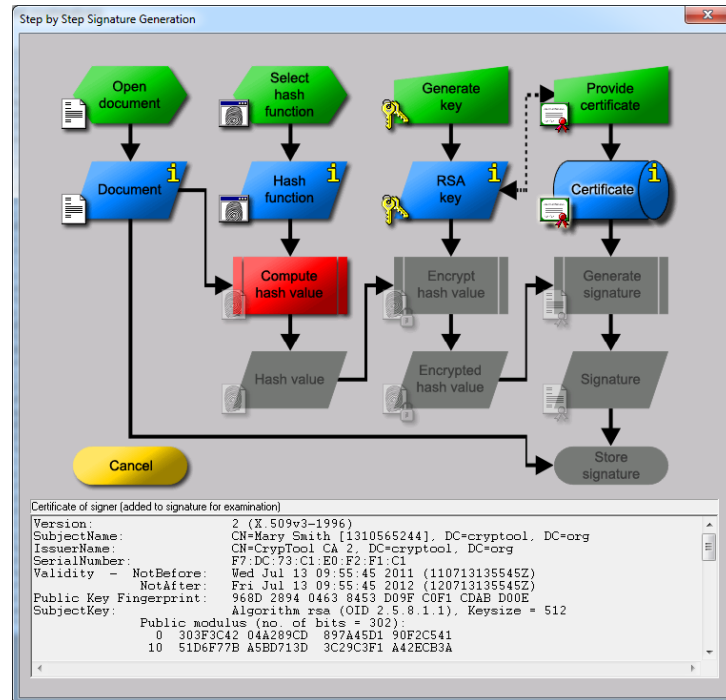 Step by Step Signature Generation
x
Open
document
Select
hash
function
Generate
key
Provide
certificate
Document
i
Hash
function
i
RSA
key
i
Certificate
i
Compute
hash value
Encrypt
hash value
Generate
signature
Hash value
Encrypted
hash value
Signature
Cancel
Store
signature
Certificate of signer (added to signature for examination)
Version: 2 (X.509v3-1996)
SubjectName: CN=Mary Smith [1310565244], DC=cryptool, DC=org
IssuerName: CN=CrypTool CA 2, DC=cryptool, DC=org
SerialNumber: F7:DC:73:C1:E0:F2:F1:C1
Validity - NotBefore: Wed Jul 13 09:55:45 2011 (110713135545Z)
NotAfter: Fri Jul 13 09:55:45 2012 (120713135545Z)
Public Key Fingerprint: 968D 2894 0463 8453 D09F C0F1 CDAB D00E
SubjectKey: Algorithm rsa (OID 2.5.8.1.1), Keysize = 512
Public modulus (no. of bits = 302):
0 303F3C42 04A289CD 897A45D1 90F2C541
10 51D6F77B A5BD713D 3C29C3F1 A42ECB3A